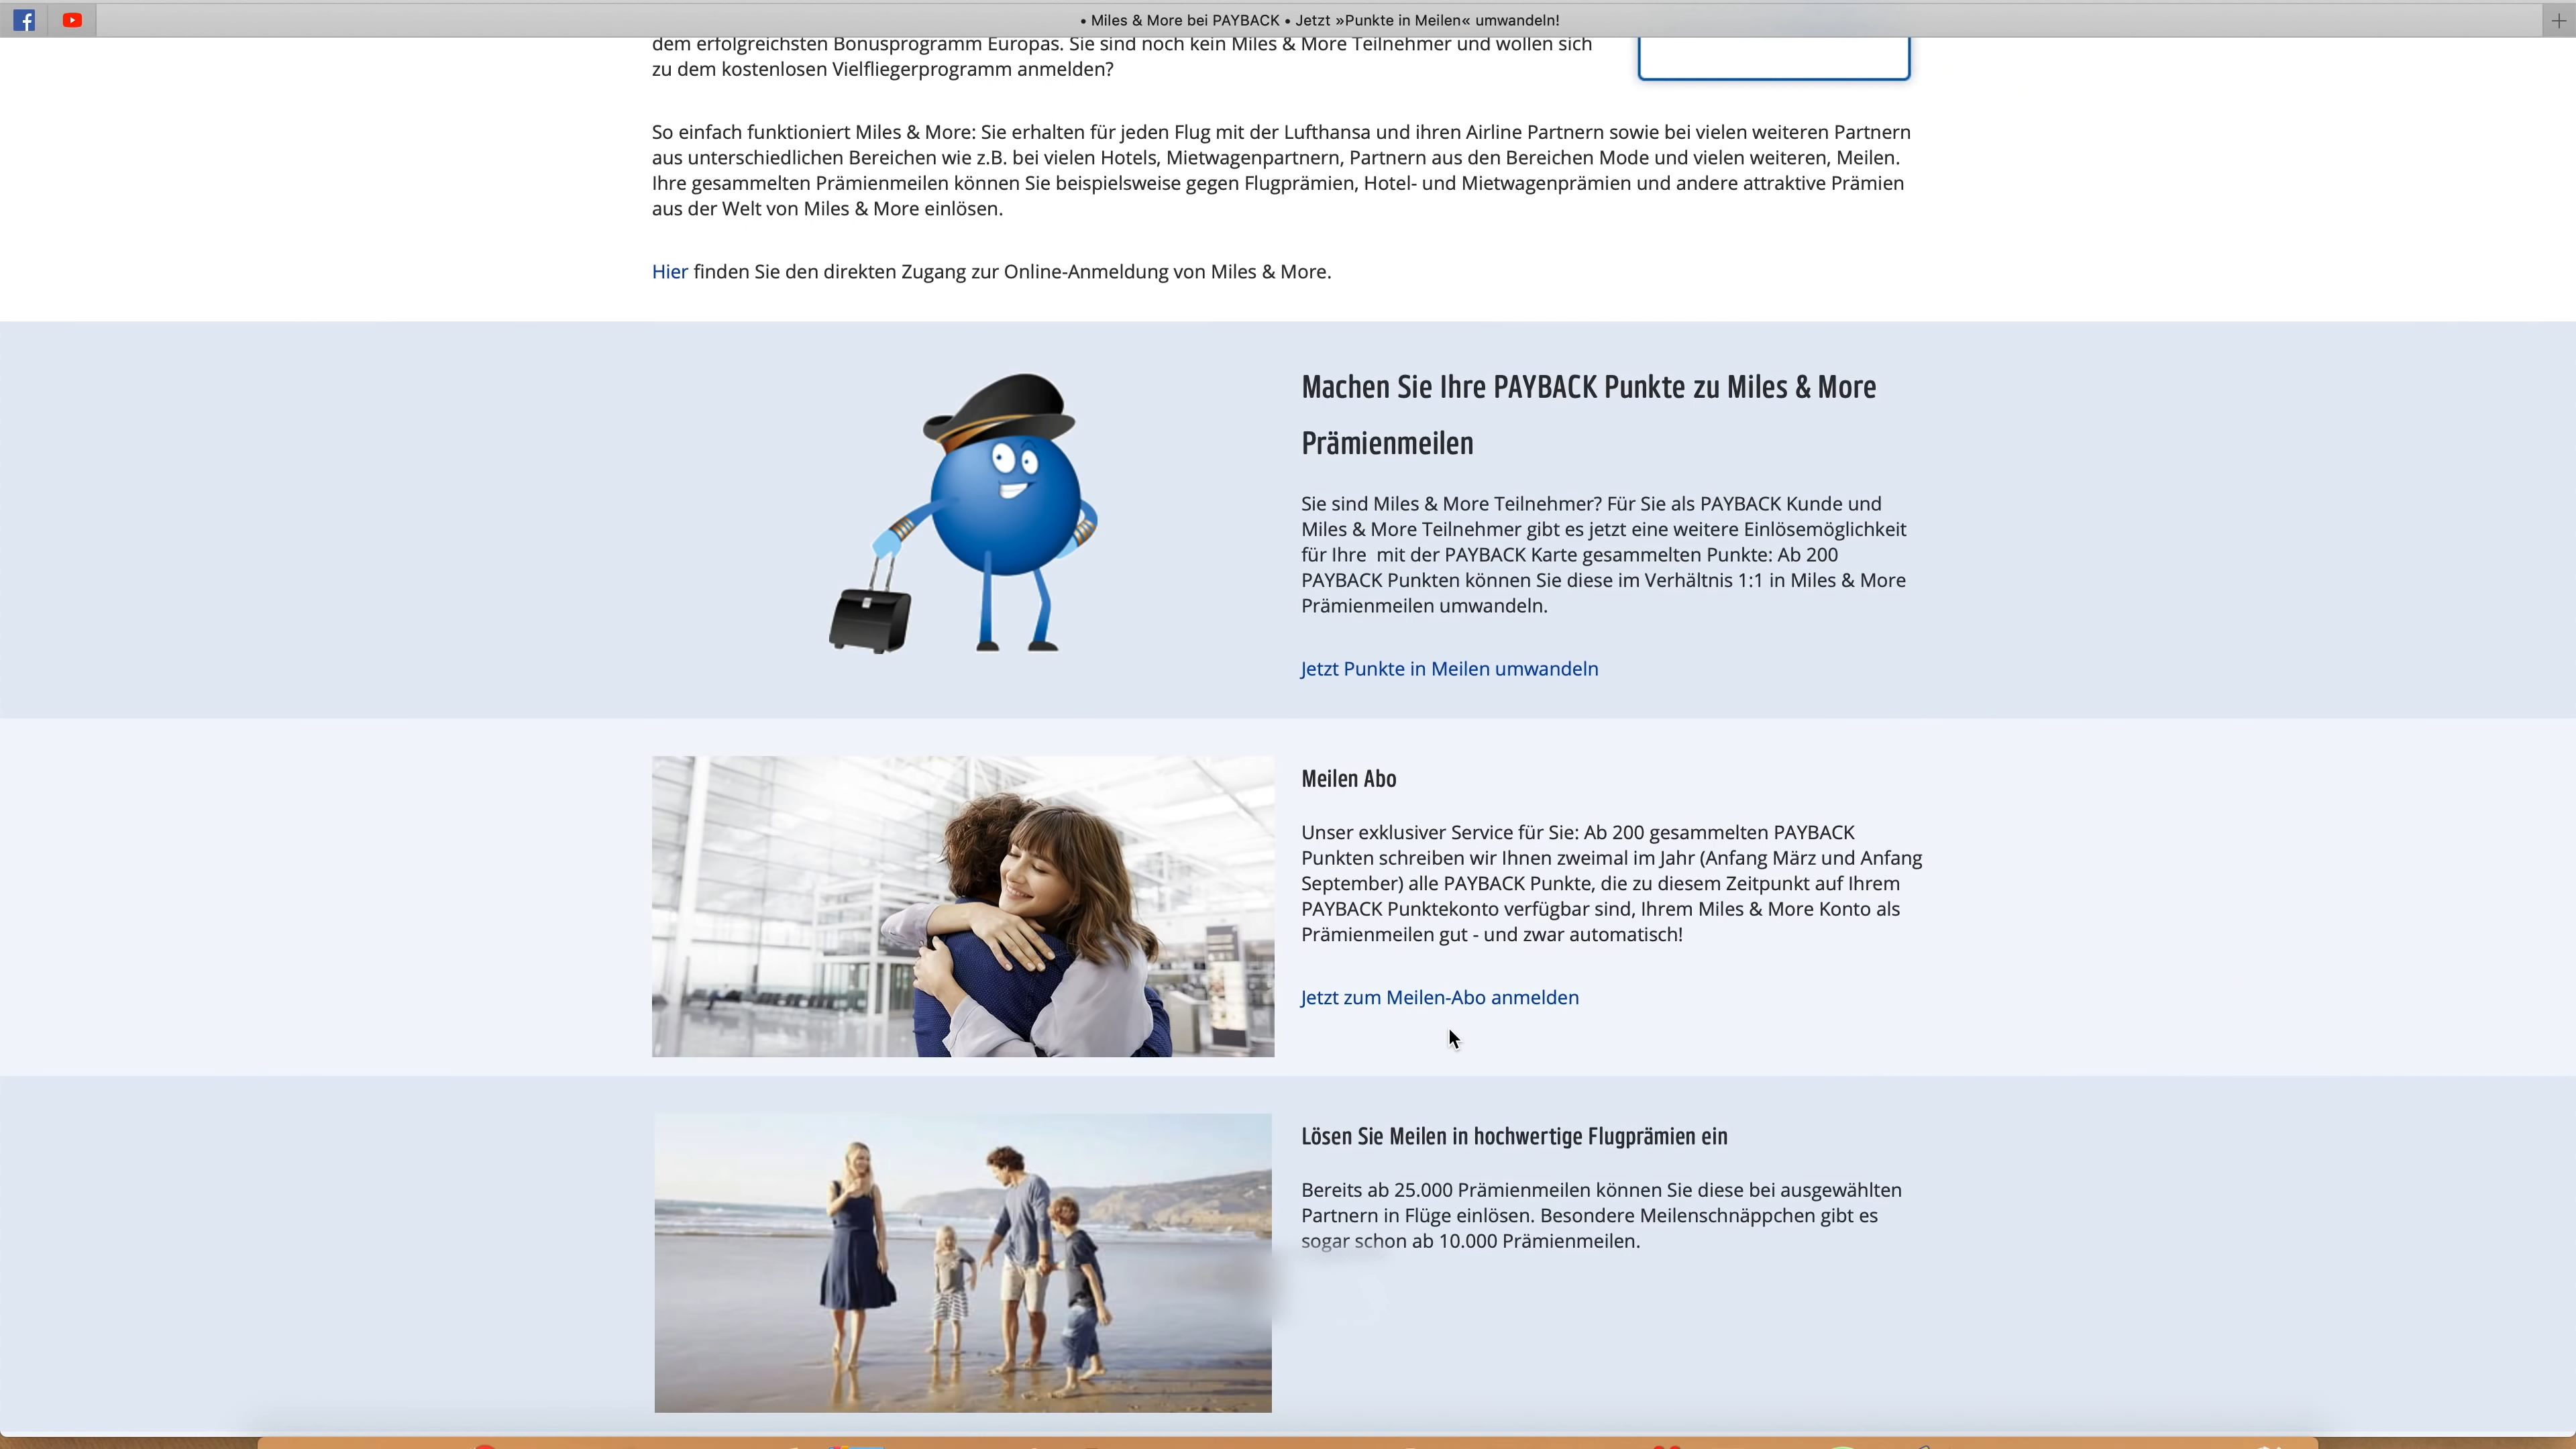 • Miles & More bei PAYBACK • Jetzt »Punkte in Meilen« umwandeln!
dem erfolgreichsten Bonusprogramm Europas. Sie sind noch kein Miles & More Teilnehmer und wollen sich
zu dem kostenlosen Vielfliegerprogramm anmelden?
So einfach funktioniert Miles & More: Sie erhalten für jeden Flug mit der Lufthansa und ihren Airline Partnern sowie bei vielen weiteren Partnern
aus unterschiedlichen Bereichen wie z.B. bei vielen Hotels, Mietwagenpartnern, Partnern aus den Bereichen Mode und vielen weiteren, Meilen.
Ihre gesammelten Prämienmeilen können Sie beispielsweise gegen Flugprämien, Hotel- und Mietwagenprämien und andere attraktive Prämien
aus der Welt von Miles & More einlösen.
Hier finden Sie den direkten Zugang zur Online-Anmeldung von Miles & More.
Machen Sie Ihre PAYBACK Punkte zu Miles & More
Prämienmeilen
Sie sind Miles & More Teilnehmer? Für Sie als PAYBACK Kunde und
Miles & More Teilnehmer gibt es jetzt eine weitere Einlösemöglichkeit
für Ihre  mit der PAYBACK Karte gesammelten Punkte: Ab 200
PAYBACK Punkten können Sie diese im Verhältnis 1:1 in Miles & More
Prämienmeilen umwandeln.
Jetzt Punkte in Meilen umwandeln
Meilen Abo
Unser exklusiver Service für Sie: Ab 200 gesammelten PAYBACK
Punkten schreiben wir Ihnen zweimal im Jahr (Anfang März und Anfang
September) alle PAYBACK Punkte, die zu diesem Zeitpunkt auf Ihrem
PAYBACK Punktekonto verfügbar sind, Ihrem Miles & More Konto als
Prämienmeilen gut - und zwar automatisch!
Jetzt zum Meilen-Abo anmelden
Lösen Sie Meilen in hochwertige Flugprämien ein
Bereits ab 25.000 Prämienmeilen können Sie diese bei ausgewählten
Partnern in Flüge einlösen. Besondere Meilenschnäppchen gibt es
sogar schon ab 10.000 Prämienmeilen.